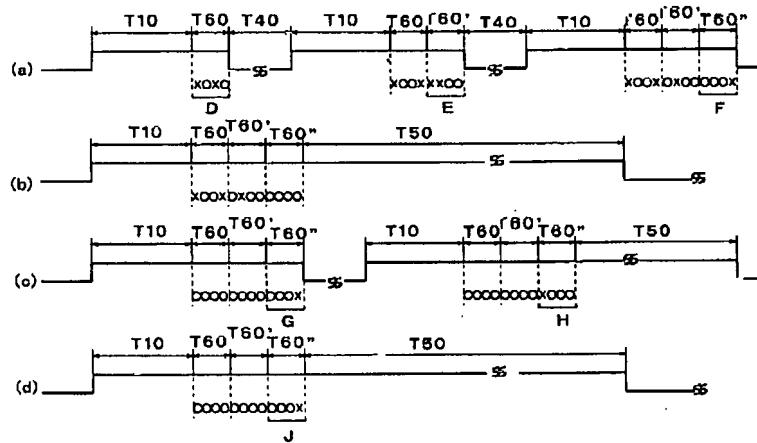 T10 T60 T40 T10 T60 T60' T40 T10 T60 T60' T60"
(a)
xoxo xoox xxoo xoox oxoo ooox
D E F
T10 T60 T60' T60" T50
(b)
xoox oxoo oooo
T10 T60 T60' T60" T10 T60 T60' T60" T50
(c)
oooo oooo ooox oooo oooo xooo
G H
T10 T60 T60' T60" T50
(d)
oooo oooo ooox
J